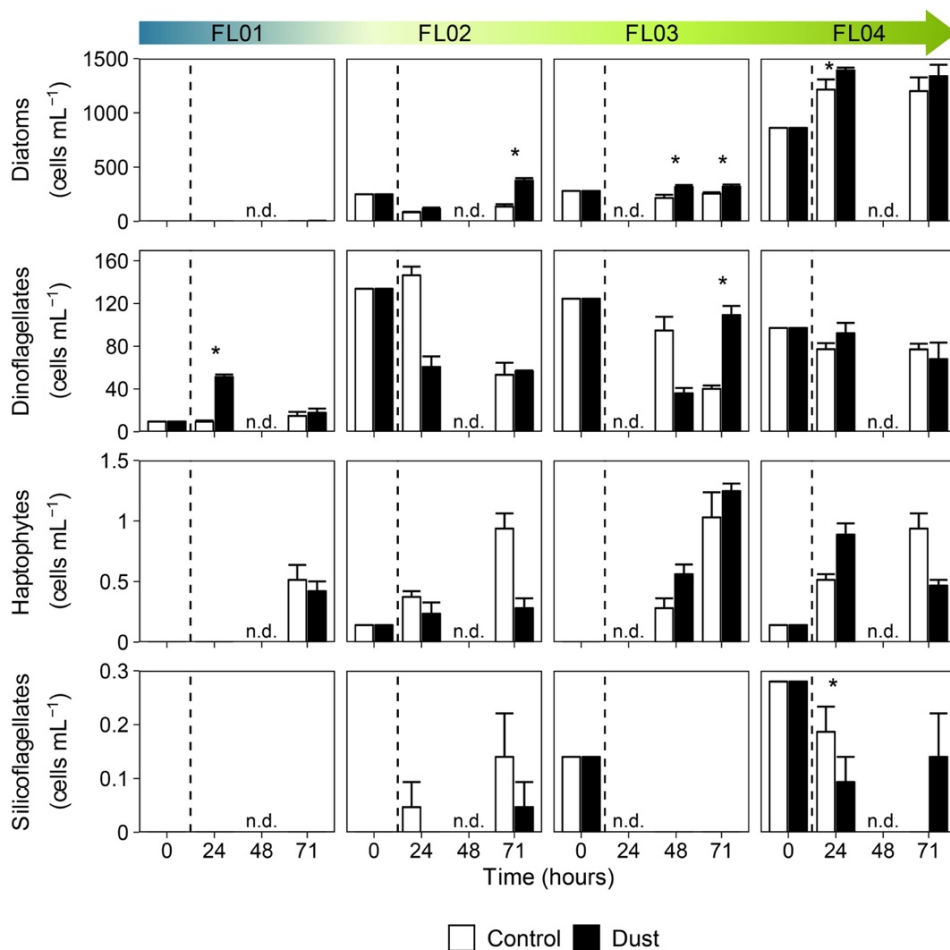 FL01 FL02 FL03 FL04
Diatoms
(cells mL⁻¹)
1500
1000
500
0
n.d. n.d. n.d. n.d.
* * * *
Dinoflagellates
(cells mL⁻¹)
160
120
80
40
0
n.d. n.d. n.d. n.d.
* *
Haptophytes
(cells mL⁻¹)
1.5
1
0.5
0
n.d. n.d. n.d. n.d.
Silicoflagellates
(cells mL⁻¹)
0.3
0.2
0.1
0
n.d. n.d. n.d. n.d.
*
0 24 48 71 0 24 48 71 0 24 48 71 0 24 48 71
Time (hours)
Control Dust